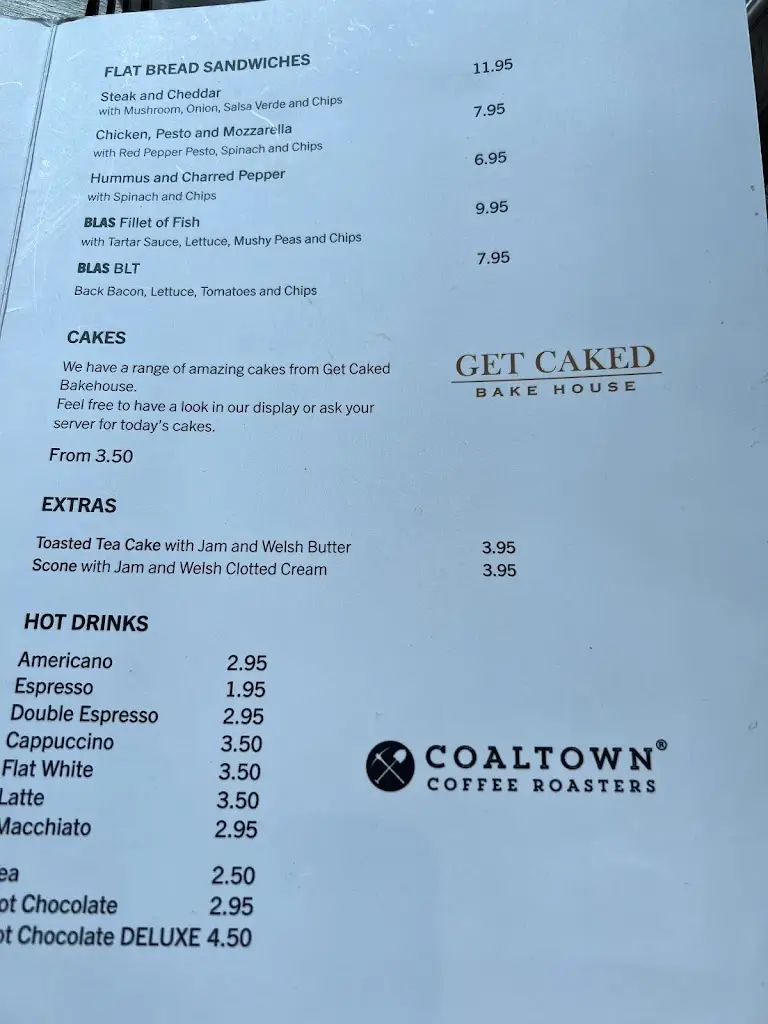 FLAT BREAD SANDWICHES
Steak and Cheddar 11.95
with Mushroom, Onion, Salsa Verde and Chips
Chicken, Pesto and Mozzarella 7.95
with Red Pepper Pesto, Spinach and Chips
Hummus and Charred Pepper 6.95
with Spinach and Chips
BLAS Fillet of Fish 9.95
with Tartar Sauce, Lettuce, Mushy Peas and Chips
BLAS BLT 7.95
Back Bacon, Lettuce, Tomatoes and Chips
CAKES
We have a range of amazing cakes from Get Caked
Bakehouse.
Feel free to have a look in our display or ask your
server for today's cakes.
From 3.50
GET CAKED
BAKE HOUSE
EXTRAS
Toasted Tea Cake with Jam and Welsh Butter 3.95
Scone with Jam and Welsh Clotted Cream 3.95
HOT DRINKS
Americano 2.95
Espresso 1.95
Double Espresso 2.95
Cappuccino 3.50
Flat White 3.50
Latte 3.50
Macchiato 2.95
ea 2.50
ot Chocolate 2.95
ot Chocolate DELUXE 4.50
COALTOWN®
COFFEE ROASTERS